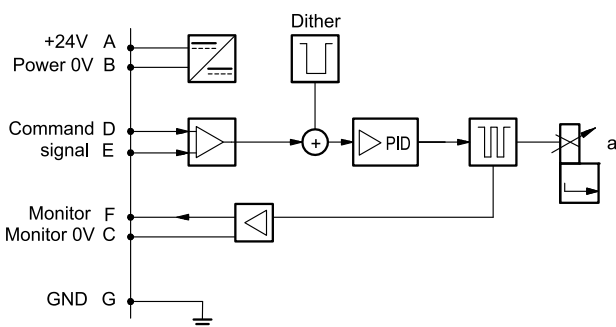 Dither
+24V A
Power 0V B
Command D
signal E
+
PID
a
Monitor F
Monitor 0V C
GND G